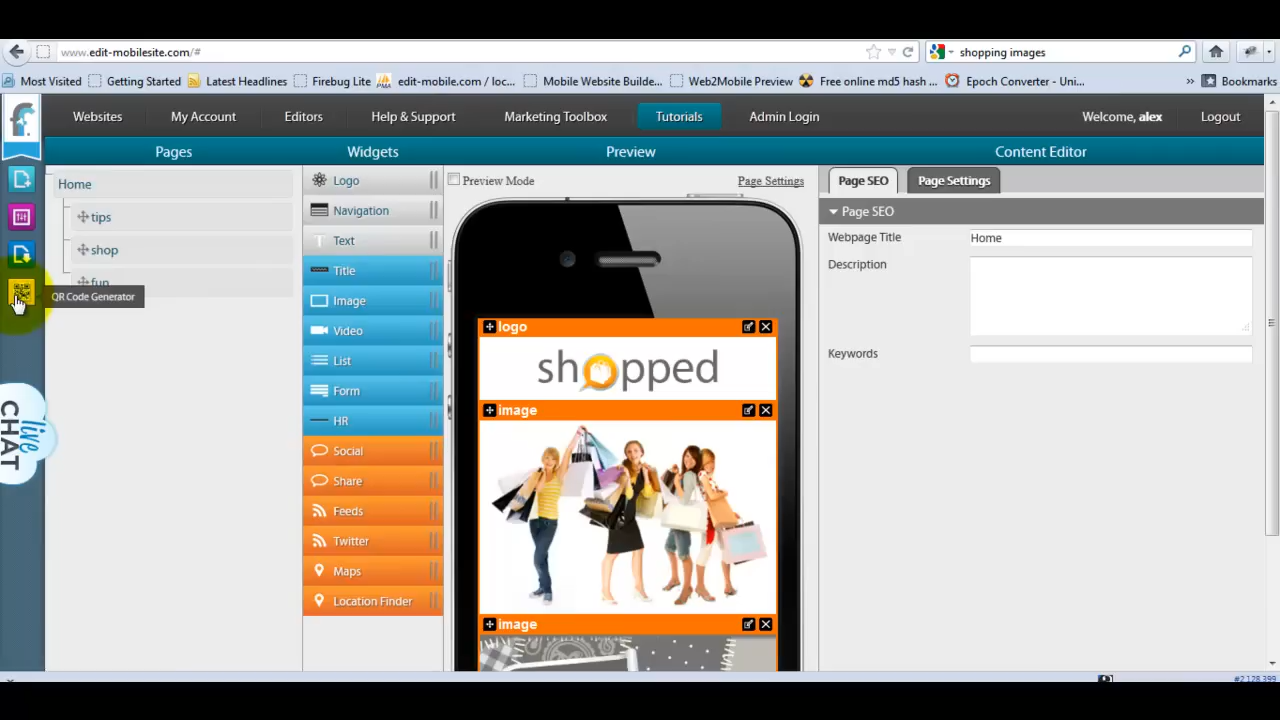 www.edit-mobilesite.com/#
shopping images
Most Visited
Getting Started
Latest Headlines
Firebug Lite
edit-mobile.com / loc...
Mobile Website Builde...
Web2Mobile Preview
Free online md5 hash ...
Epoch Converter - Uni...
»
Bookmarks
f
Websites
My Account
Editors
Help & Support
Marketing Toolbox
Tutorials
Admin Login
Welcome, alex
Logout
Pages
Widgets
Preview
Content Editor
Home
tips
shop
fun
QR Code Generator
live
CHAT
Logo
Navigation
Text
Title
Image
Video
List
Form
HR
Social
Share
Feeds
Twitter
Maps
Location Finder
Preview Mode
Page Settings
logo
shopped
image
image
Page SEO
Page Settings
Page SEO
Webpage Title
Home
Description
Keywords
#2,128,399